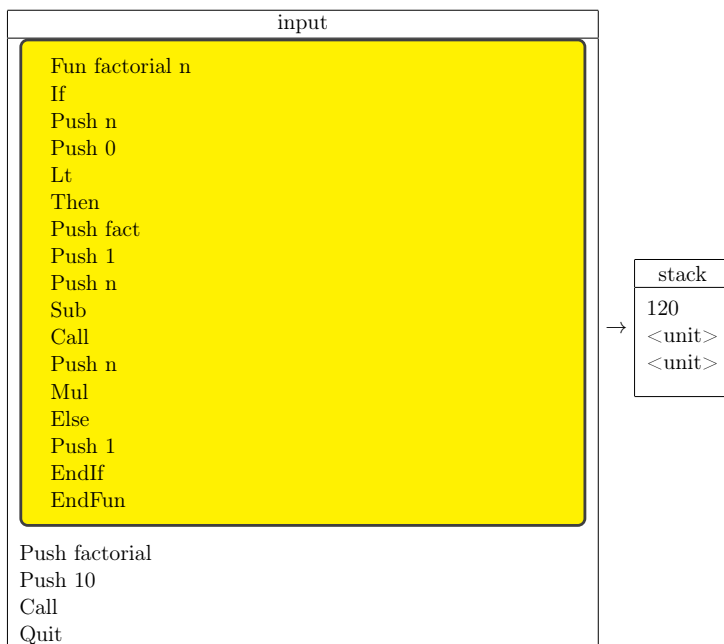 input
Fun factorial n
If
Push n
Push 0
Lt
Then
Push fact
Push 1
Push n
Sub
Call
Push n
Mul
Else
Push 1
EndIf
EndFun
Push factorial
Push 10
Call
Quit
→
stack
120
<unit>
<unit>